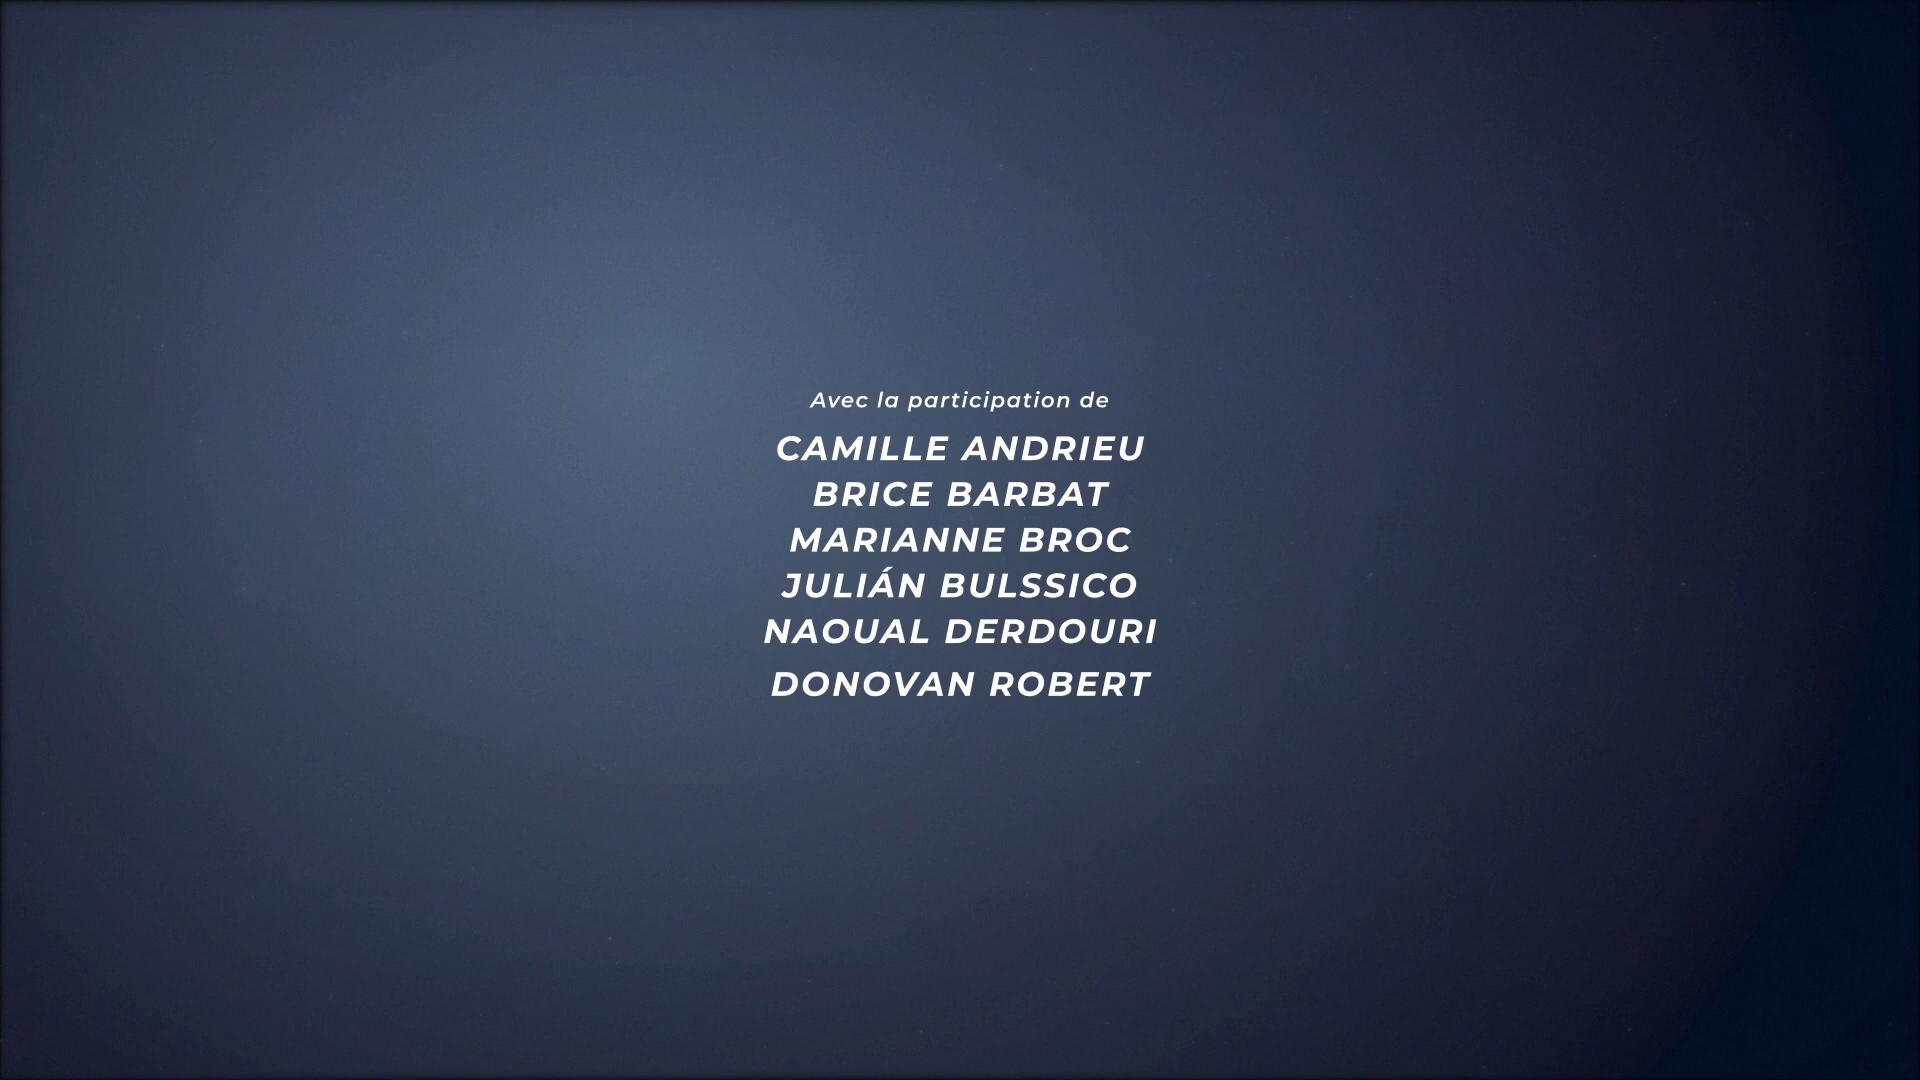 Avec la participation de
CAMILLE ANDRIEU
BRICE BARBAT
MARIANNE BROC
JULIÁN BULSSICO
NAOUAL DERDOURI
DONOVAN ROBERT